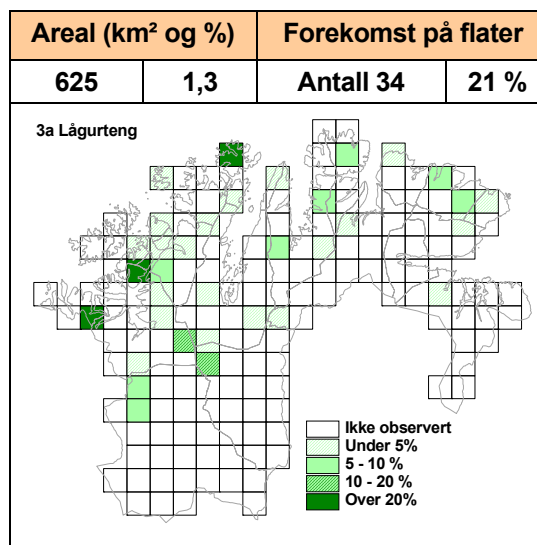 Areal (km² og %) Forekomst på flater
625 1,3 Antall 34 21 %
3a Lågurteng
Ikke observert
Under 5%
5 - 10 %
10 - 20 %
Over 20%